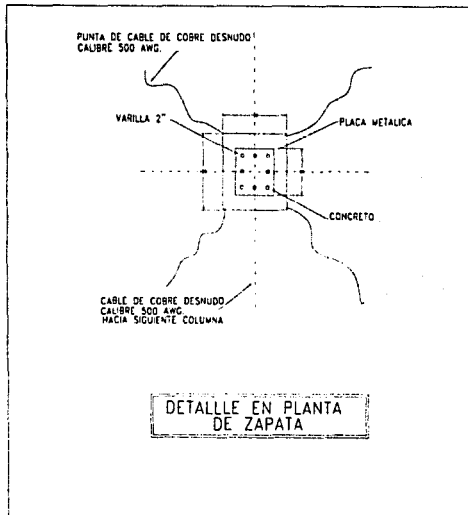 PUNTA DE CABLE DE COBRE DESNUDO
CALIBRE 500 AWG.
VARILLA 2"
PLACA METALICA
CONCRETO
CABLE DE COBRE DESNUDO
CALIBRE 500 AWG.
HACIA SIGUIENTE COLUMNA
DETALLLE EN PLANTA
DE ZAPATA